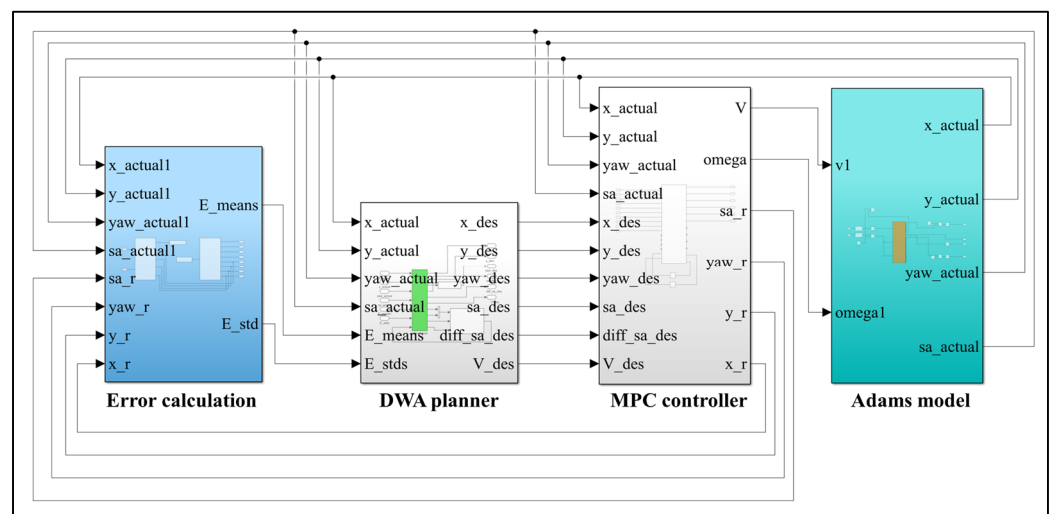 x_actual1
y_actual1
yaw_actual1
sa_actual1
sa_r
yaw_r
y_r
x_r
E_means
E_std
Error calculation
x_actual
y_actual
yaw_actual
sa_actual
E_means
E_stds
x_des
y_des
yaw_des
sa_des
diff_sa_des
V_des
DWA planner
x_actual
y_actual
yaw_actual
sa_actual
x_des
y_des
yaw_des
sa_des
diff_sa_des
V_des
V
omega
sa_r
yaw_r
y_r
x_r
MPC controller
v1
omega1
x_actual
y_actual
yaw_actual
sa_actual
Adams model